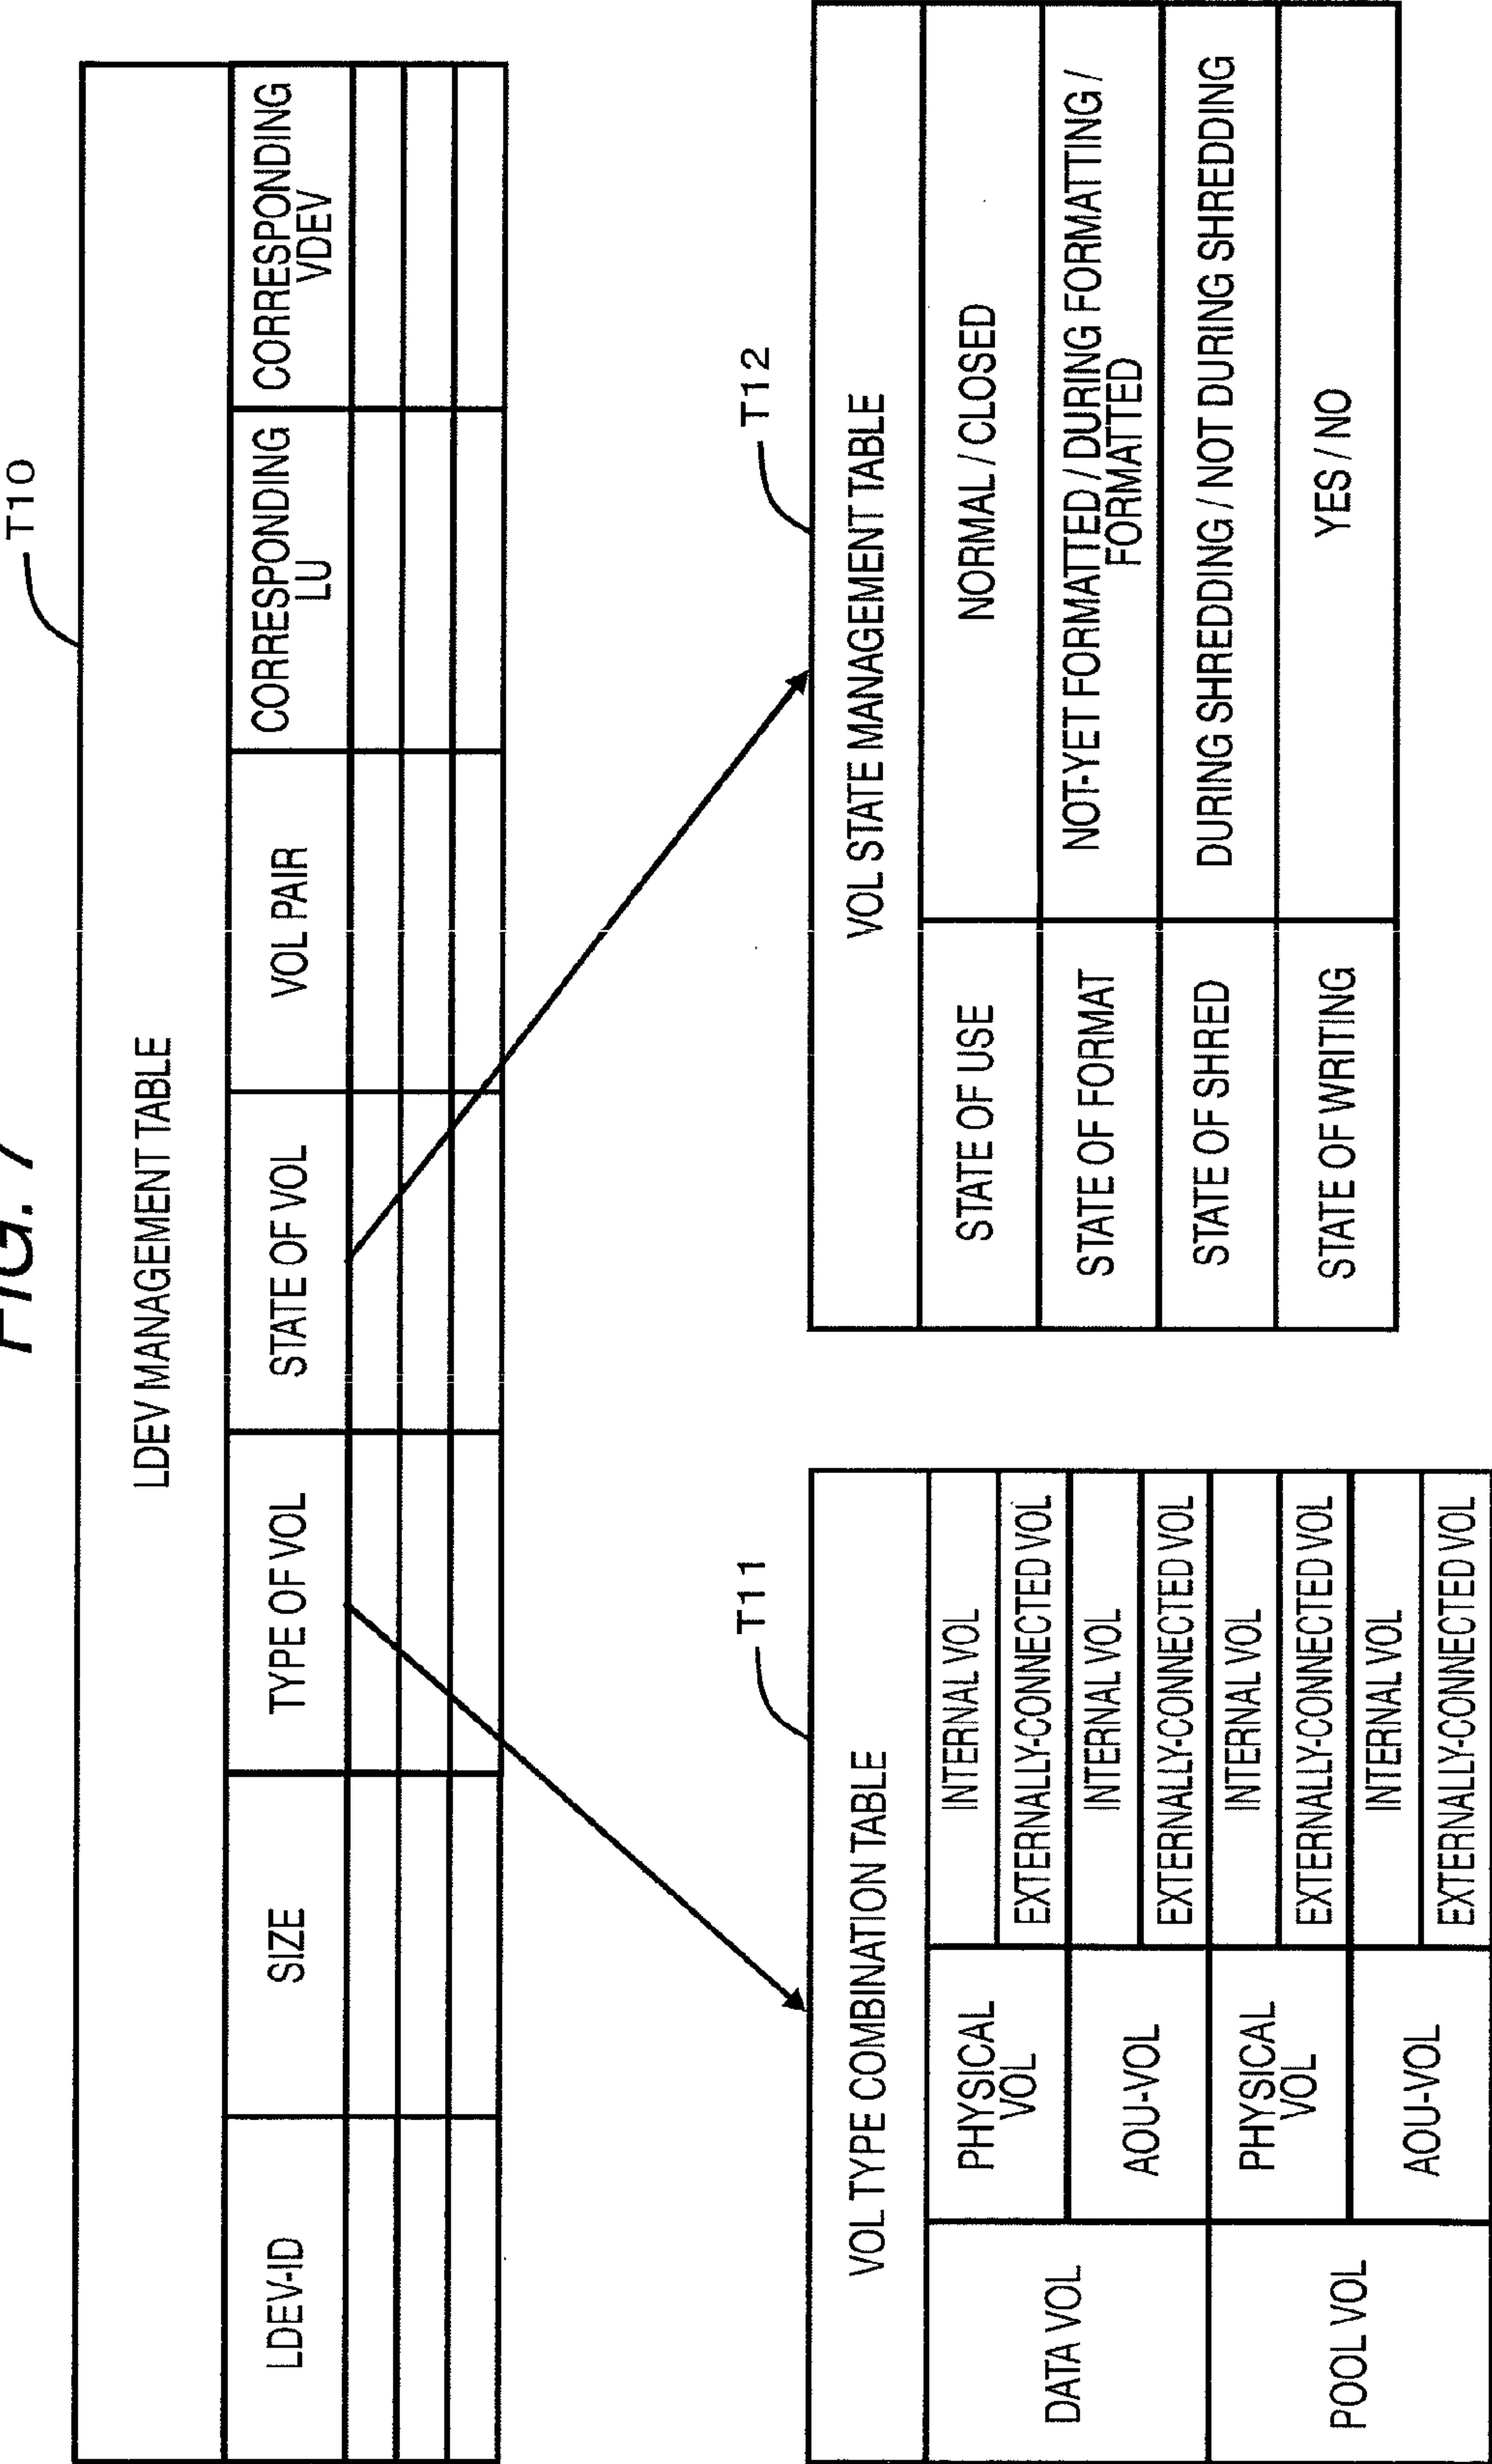 FIG. 7
T10
LDEV MANAGEMENT TABLE
LDEV-ID
SIZE
TYPE OF VOL
STATE OF VOL
VOL PAIR
CORRESPONDING
LU
CORRESPONDING
VDEV
T11
VOL TYPE COMBINATION TABLE
DATA VOL
PHYSICAL
VOL
INTERNAL VOL
EXTERNALLY-CONNECTED VOL
AOU-VOL
INTERNAL VOL
EXTERNALLY-CONNECTED VOL
POOL VOL
PHYSICAL
VOL
INTERNAL VOL
EXTERNALLY-CONNECTED VOL
AOU-VOL
INTERNAL VOL
EXTERNALLY-CONNECTED VOL
T12
VOL STATE MANAGEMENT TABLE
STATE OF USE
NORMAL / CLOSED
STATE OF FORMAT
NOT-YET FORMATTED / DURING FORMATTING /
FORMATTED
STATE OF SHRED
DURING SHREDDING / NOT DURING SHREDDING
STATE OF WRITING
YES / NO